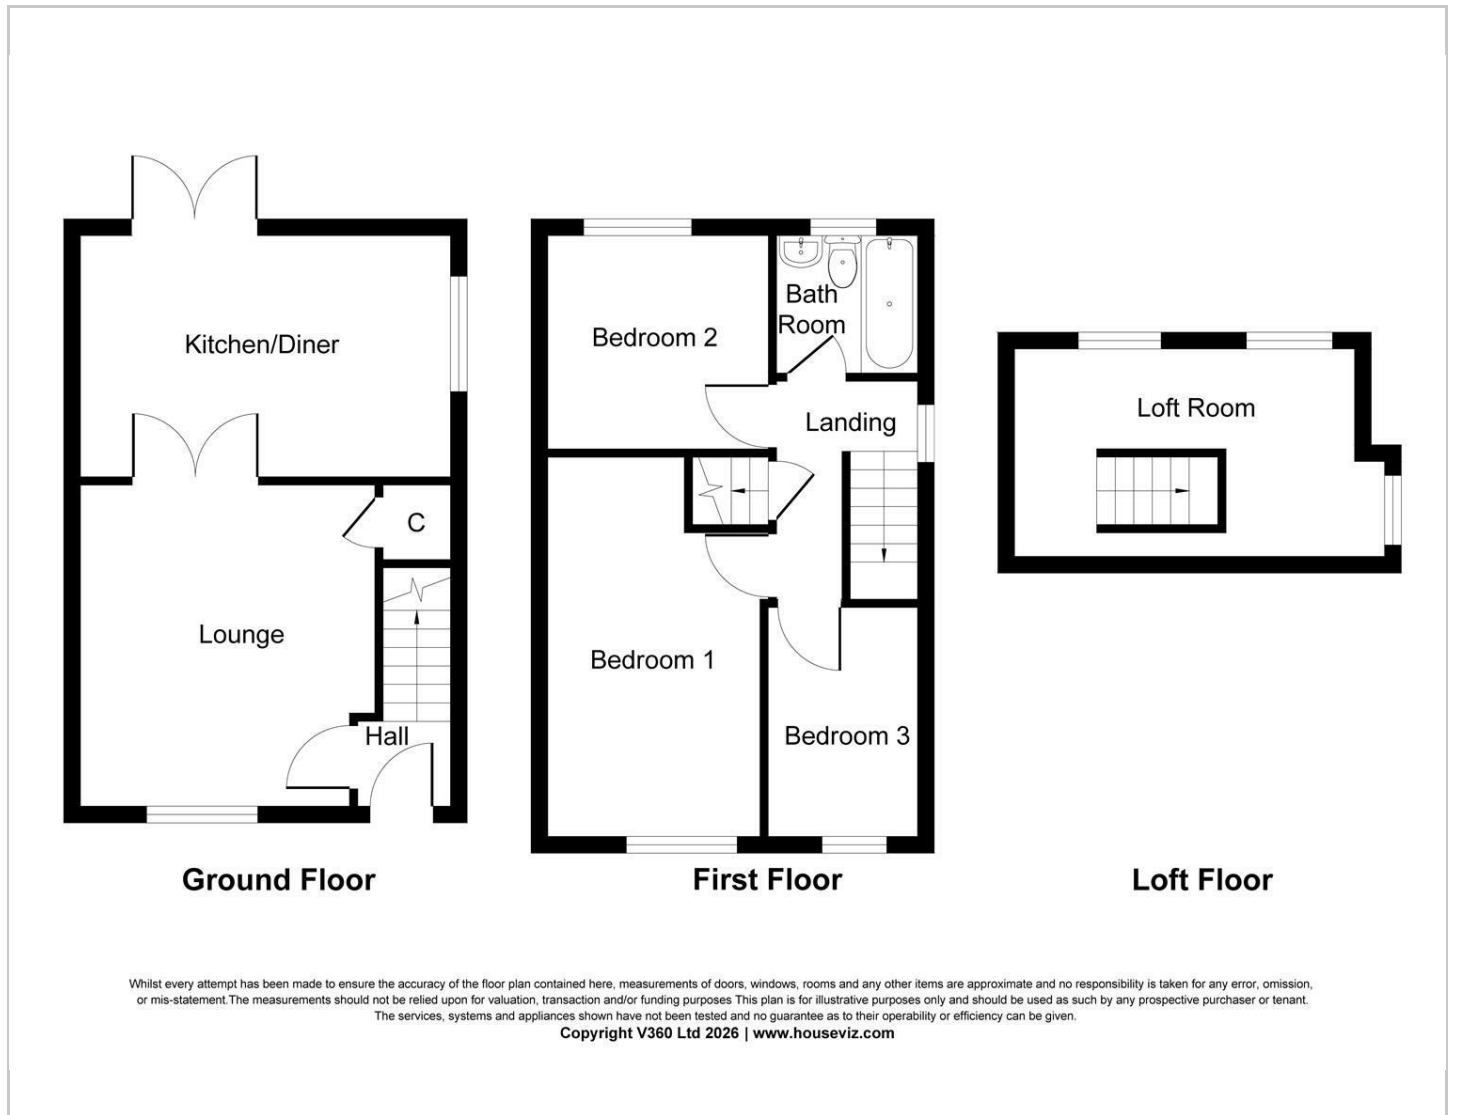 Kitchen/Diner
C
Lounge
Hall
Ground Floor
Bedroom 2
Bath
Room
Landing
Bedroom 1
Bedroom 3
First Floor
Loft Room
Loft Floor
Whilst every attempt has been made to ensure the accuracy of the floor plan contained here, measurements of doors, windows, rooms and any other items are approximate and no responsibility is taken for any error, omission,
or mis-statement.The measurements should not be relied upon for valuation, transaction and/or funding purposes This plan is for illustrative purposes only and should be used as such by any prospective purchaser or tenant.
The services, systems and appliances shown have not been tested and no guarantee as to their operability or efficiency can be given.
Copyright V360 Ltd 2026 | www.houseviz.com